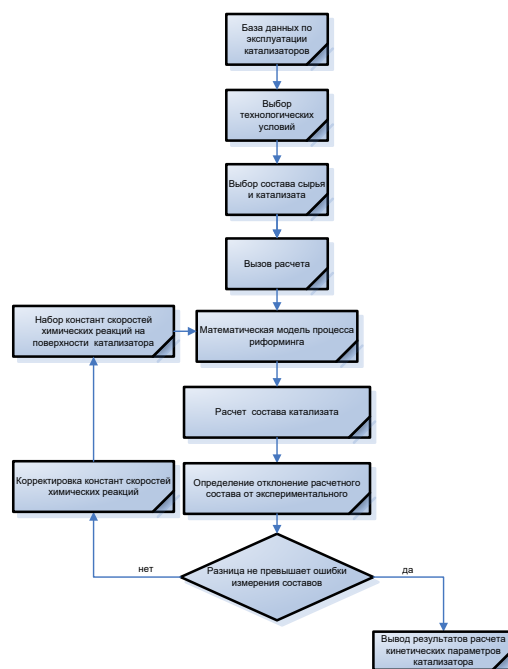 База данных по
эксплуатации
катализаторов
Выбор
технологических
условий
Выбор состава сырья
и катализата
Вызов расчета
Набор констант скоростей
химических реакций на
поверхности катализатора
Математическая модель процесса
риформинга
Расчет состава катализата
Корректировка констант скоростей
химических реакций
Определение отклонение расчетного
состава от экспериментального
Разница не превышает ошибки
измерения составов
нет
да
Вывод результатов расчета
кинетических параметров
катализатора